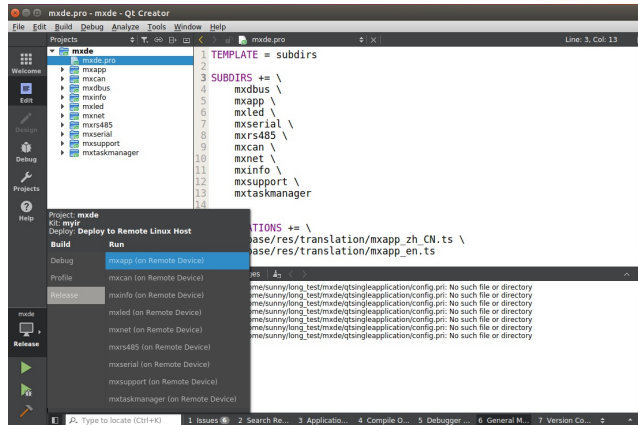 mxde.pro - mxde - Qt Creator
File Edit Build Debug Analyze Tools Window Help
Projects
mxde.pro
Line: 3, Col: 13
mxde
mxde.pro
mxapp
mxcan
mxdbus
mxinfo
mxled
mxnet
mxrs485
mxserial
mxsupport
mxtaskmanager
Welcome
Edit
Design
Debug
Projects
Help
mxde
Release
1 TEMPLATE = subdirs
2
3 SUBDIRS += \
4 mxdbus \
5 mxapp \
6 mxled \
7 mxserial \
8 mxrs485 \
9 mxcan \
10 mxnet \
11 mxinfo \
12 mxsupport \
13 mxtaskmanager
14
ATIONS += \
base/res/translation/mxapp_zh_CN.ts \
base/res/translation/mxapp_en.ts
Project: mxde
Kit: myir
Deploy: Deploy to Remote Linux Host
Build Run
Debug mxapp (on Remote Device)
Profile mxcan (on Remote Device)
Release mxinfo (on Remote Device)
mxled (on Remote Device)
mxnet (on Remote Device)
mxrs485 (on Remote Device)
mxserial (on Remote Device)
mxsupport (on Remote Device)
mxtaskmanager (on Remote Device)
ges
ome/sunny/long_test/mxde/qtsingleapplication/config.pri: No such file or directory
ome/sunny/long_test/mxde/qtsingleapplication/config.pri: No such file or directory
ome/sunny/long_test/mxde/qtsingleapplication/config.pri: No such file or directory
ome/sunny/long_test/mxde/qtsingleapplication/config.pri: No such file or directory
ome/sunny/long_test/mxde/qtsingleapplication/config.pri: No such file or directory
ome/sunny/long_test/mxde/qtsingleapplication/config.pri: No such file or directory
Type to locate (Ctrl+K) 1 Issues 6 2 Search Re... 3 Applicatio... 4 Compile O... 5 Debugger ... 6 General M... 7 Version Co...